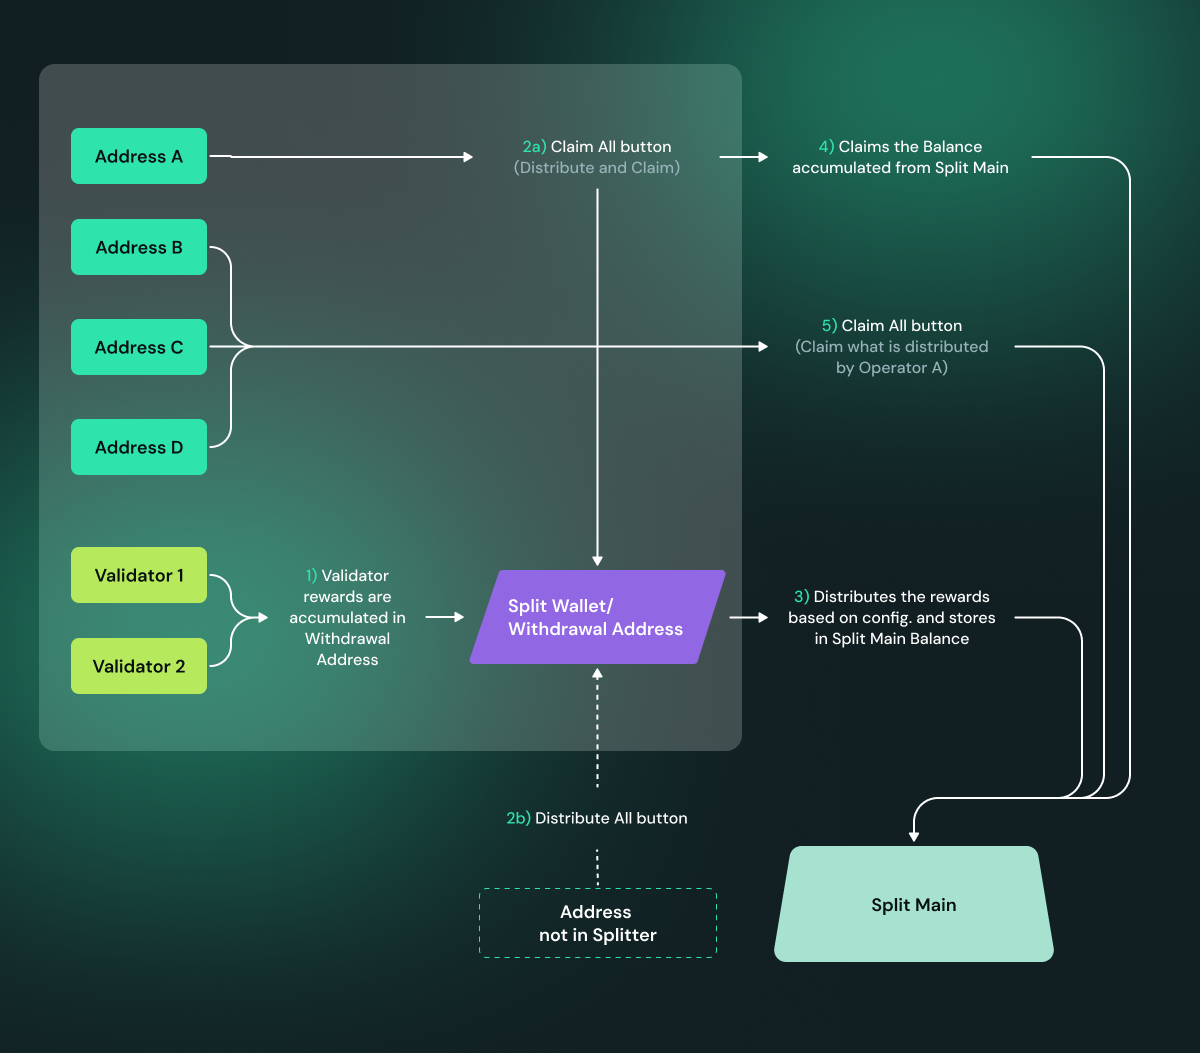 Address A
2a) Claim All button
(Distribute and Claim)
4) Claims the Balance
accumulated from Split Main
Address B
Address C
5) Claim All button
(Claim what is distributed
by Operator A)
Address D
Validator 1
Validator 2
1) Validator
rewards are
accumulated in
Withdrawal
Address
Split Wallet/
Withdrawal Address
3) Distributes the rewards
based on config. and stores
in Split Main Balance
2b) Distribute All button
Address
not in Splitter
Split Main